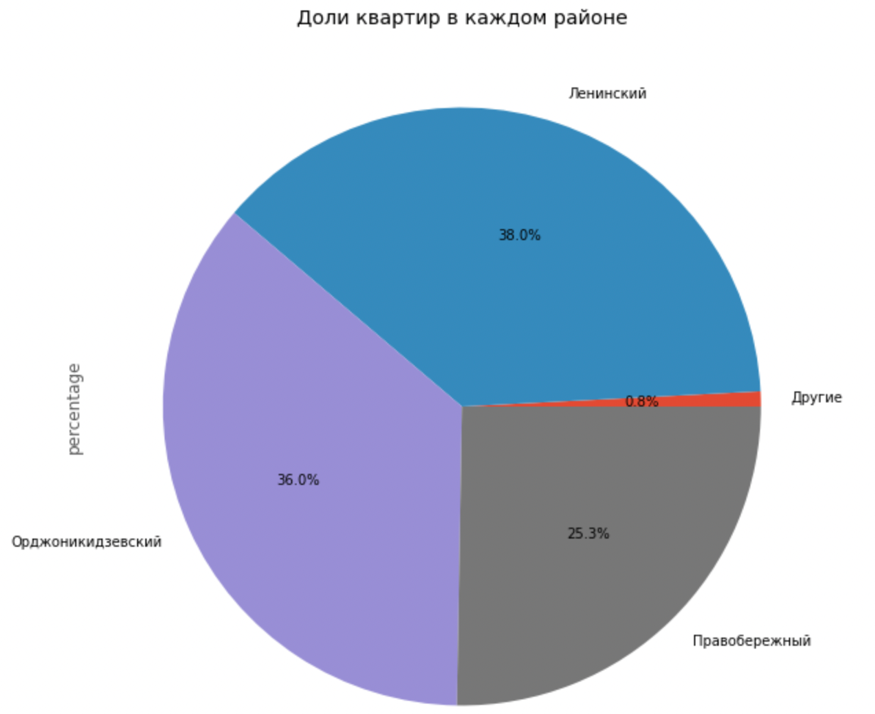 Доли квартир в каждом районе
Ленинский
38.0%
0.8%
Другие
percentage
36.0%
25.3%
Орджоникидзевский
Правобережный